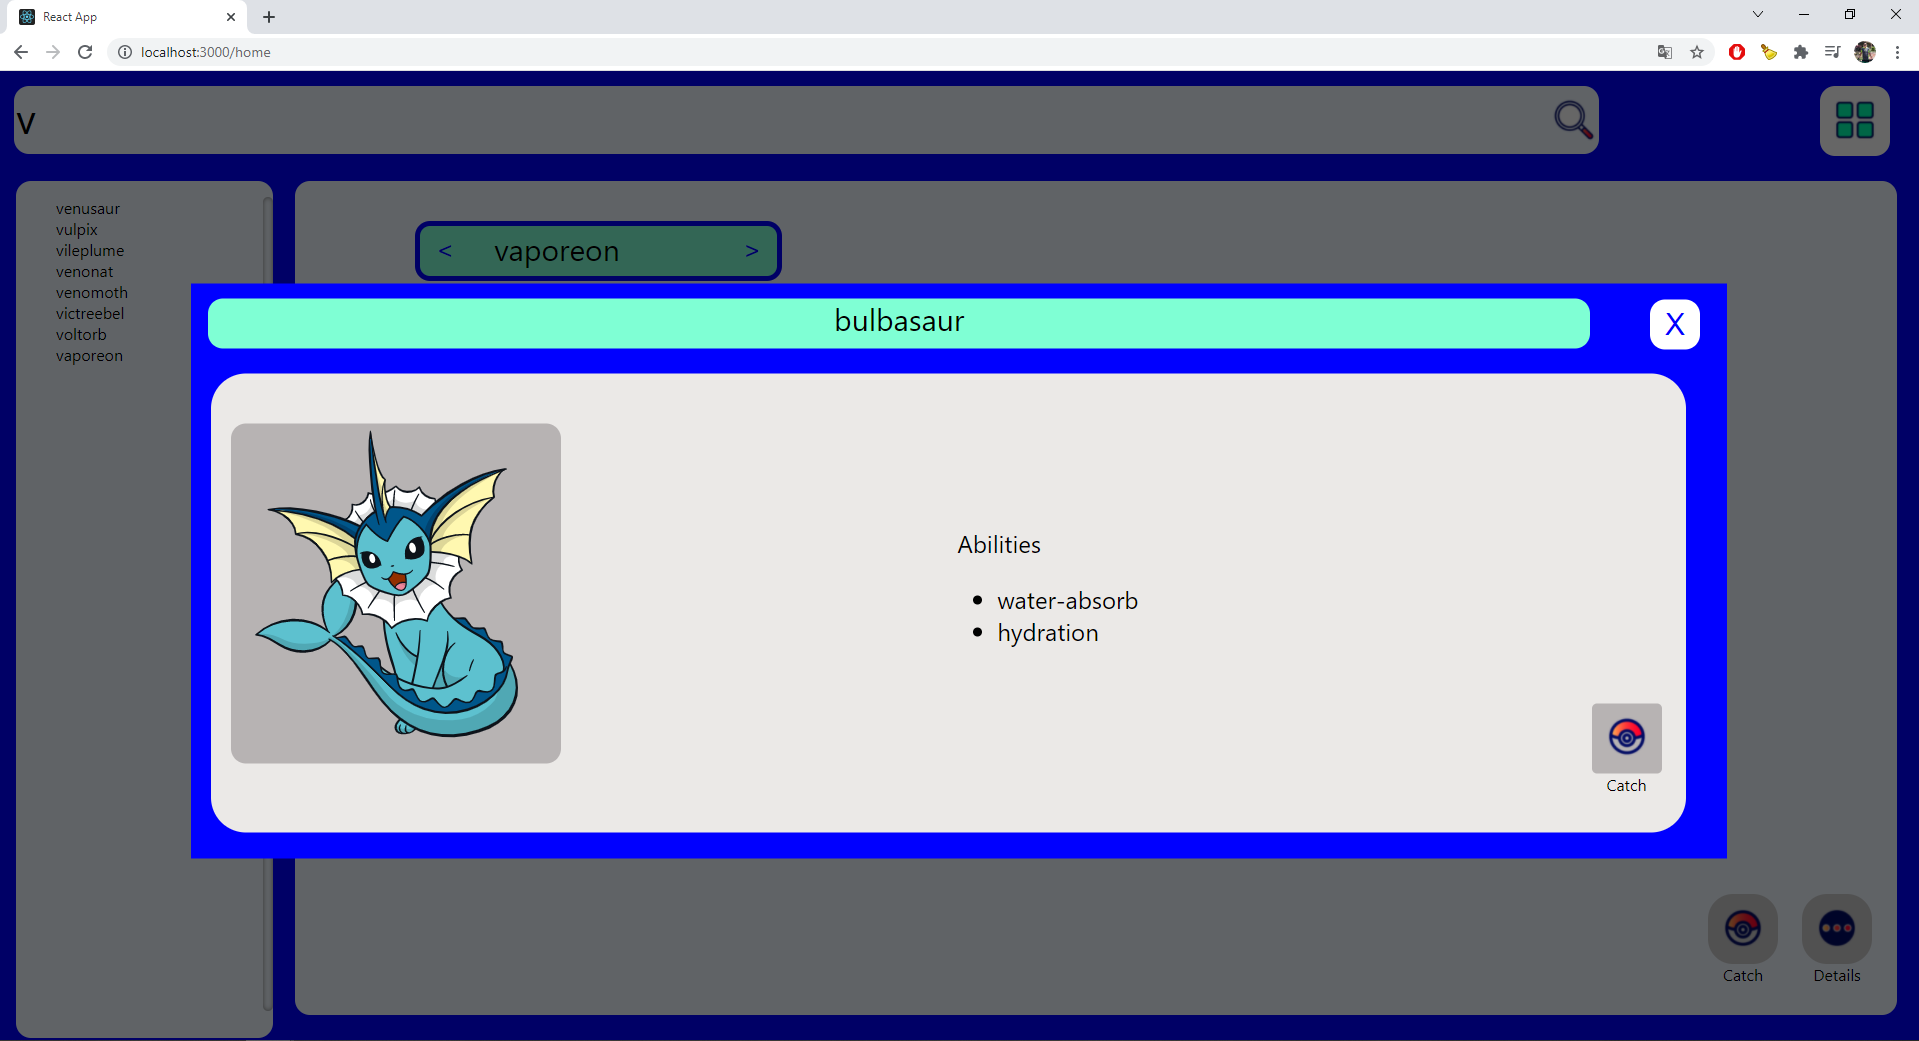 React App
localhost:3000/home
v
venusaur
vulpix
vileplume
venonat
venomoth
victreebel
voltorb
vaporeon
< vaporeon >
bulbasaur X
Abilities
water-absorb
hydration
Catch
Catch Details